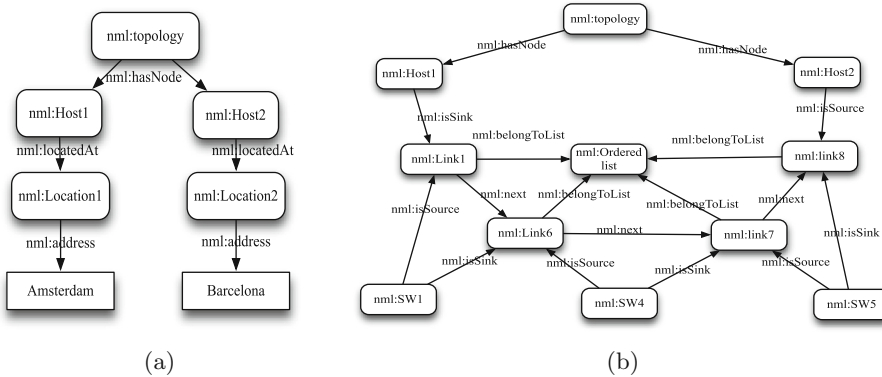 nml:topology
nml:hasNode
nml:Host1
nml:Host2
nml:locatedAt
nml:locatedAt
nml:Location1
nml:Location2
nml:address
nml:address
Amsterdam
Barcelona
(a)
nml:topology
nml:hasNode
nml:hasNode
nml:Host1
nml:Host2
nml:isSink
nml:isSource
nml:belongToList
nml:belongToList
nml:Link1
nml:Ordered
list
nml:link8
nml:next
nml:belongToList
nml:belongToList
nml:next
nml:isSource
nml:Link6
nml:next
nml:link7
nml:isSink
nml:isSink
nml:isSource
nml:isSink
nml:isSource
nml:SW1
nml:SW4
nml:SW5
(b)